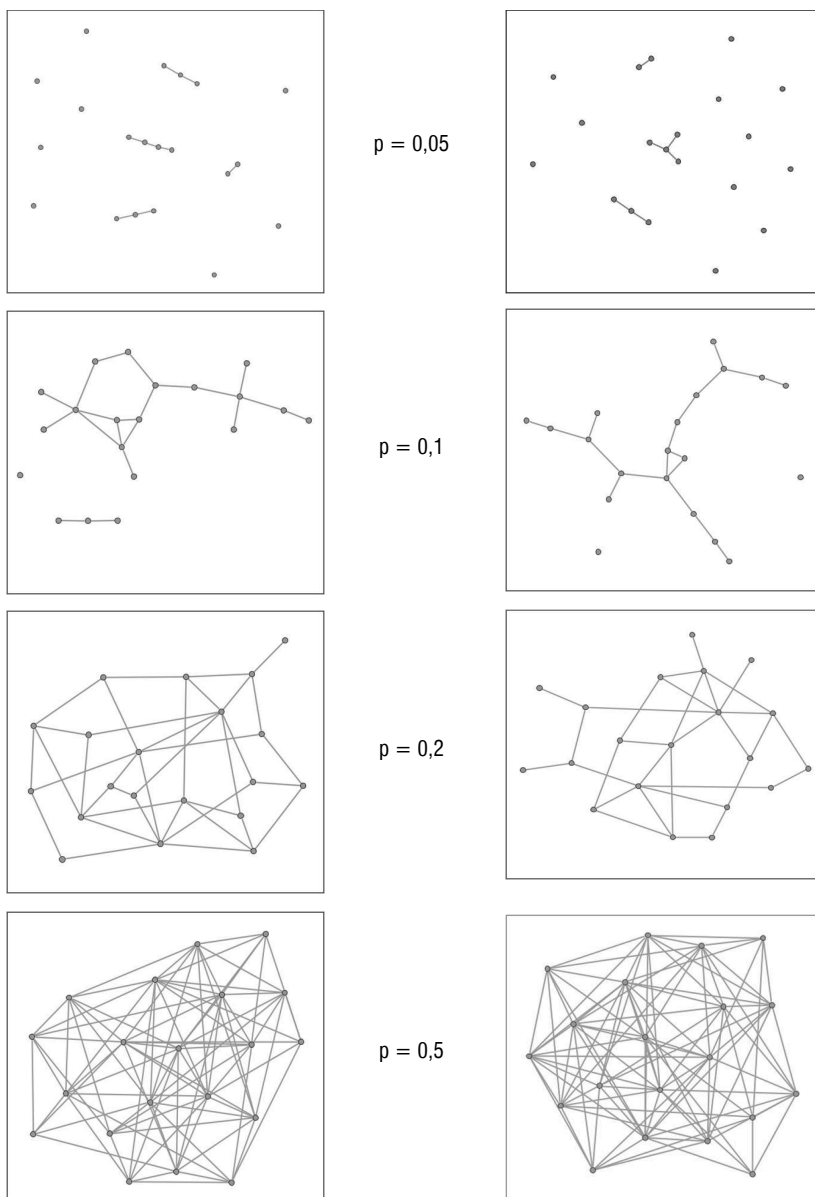 p = 0,05
p = 0,1
p = 0,2
p = 0,5